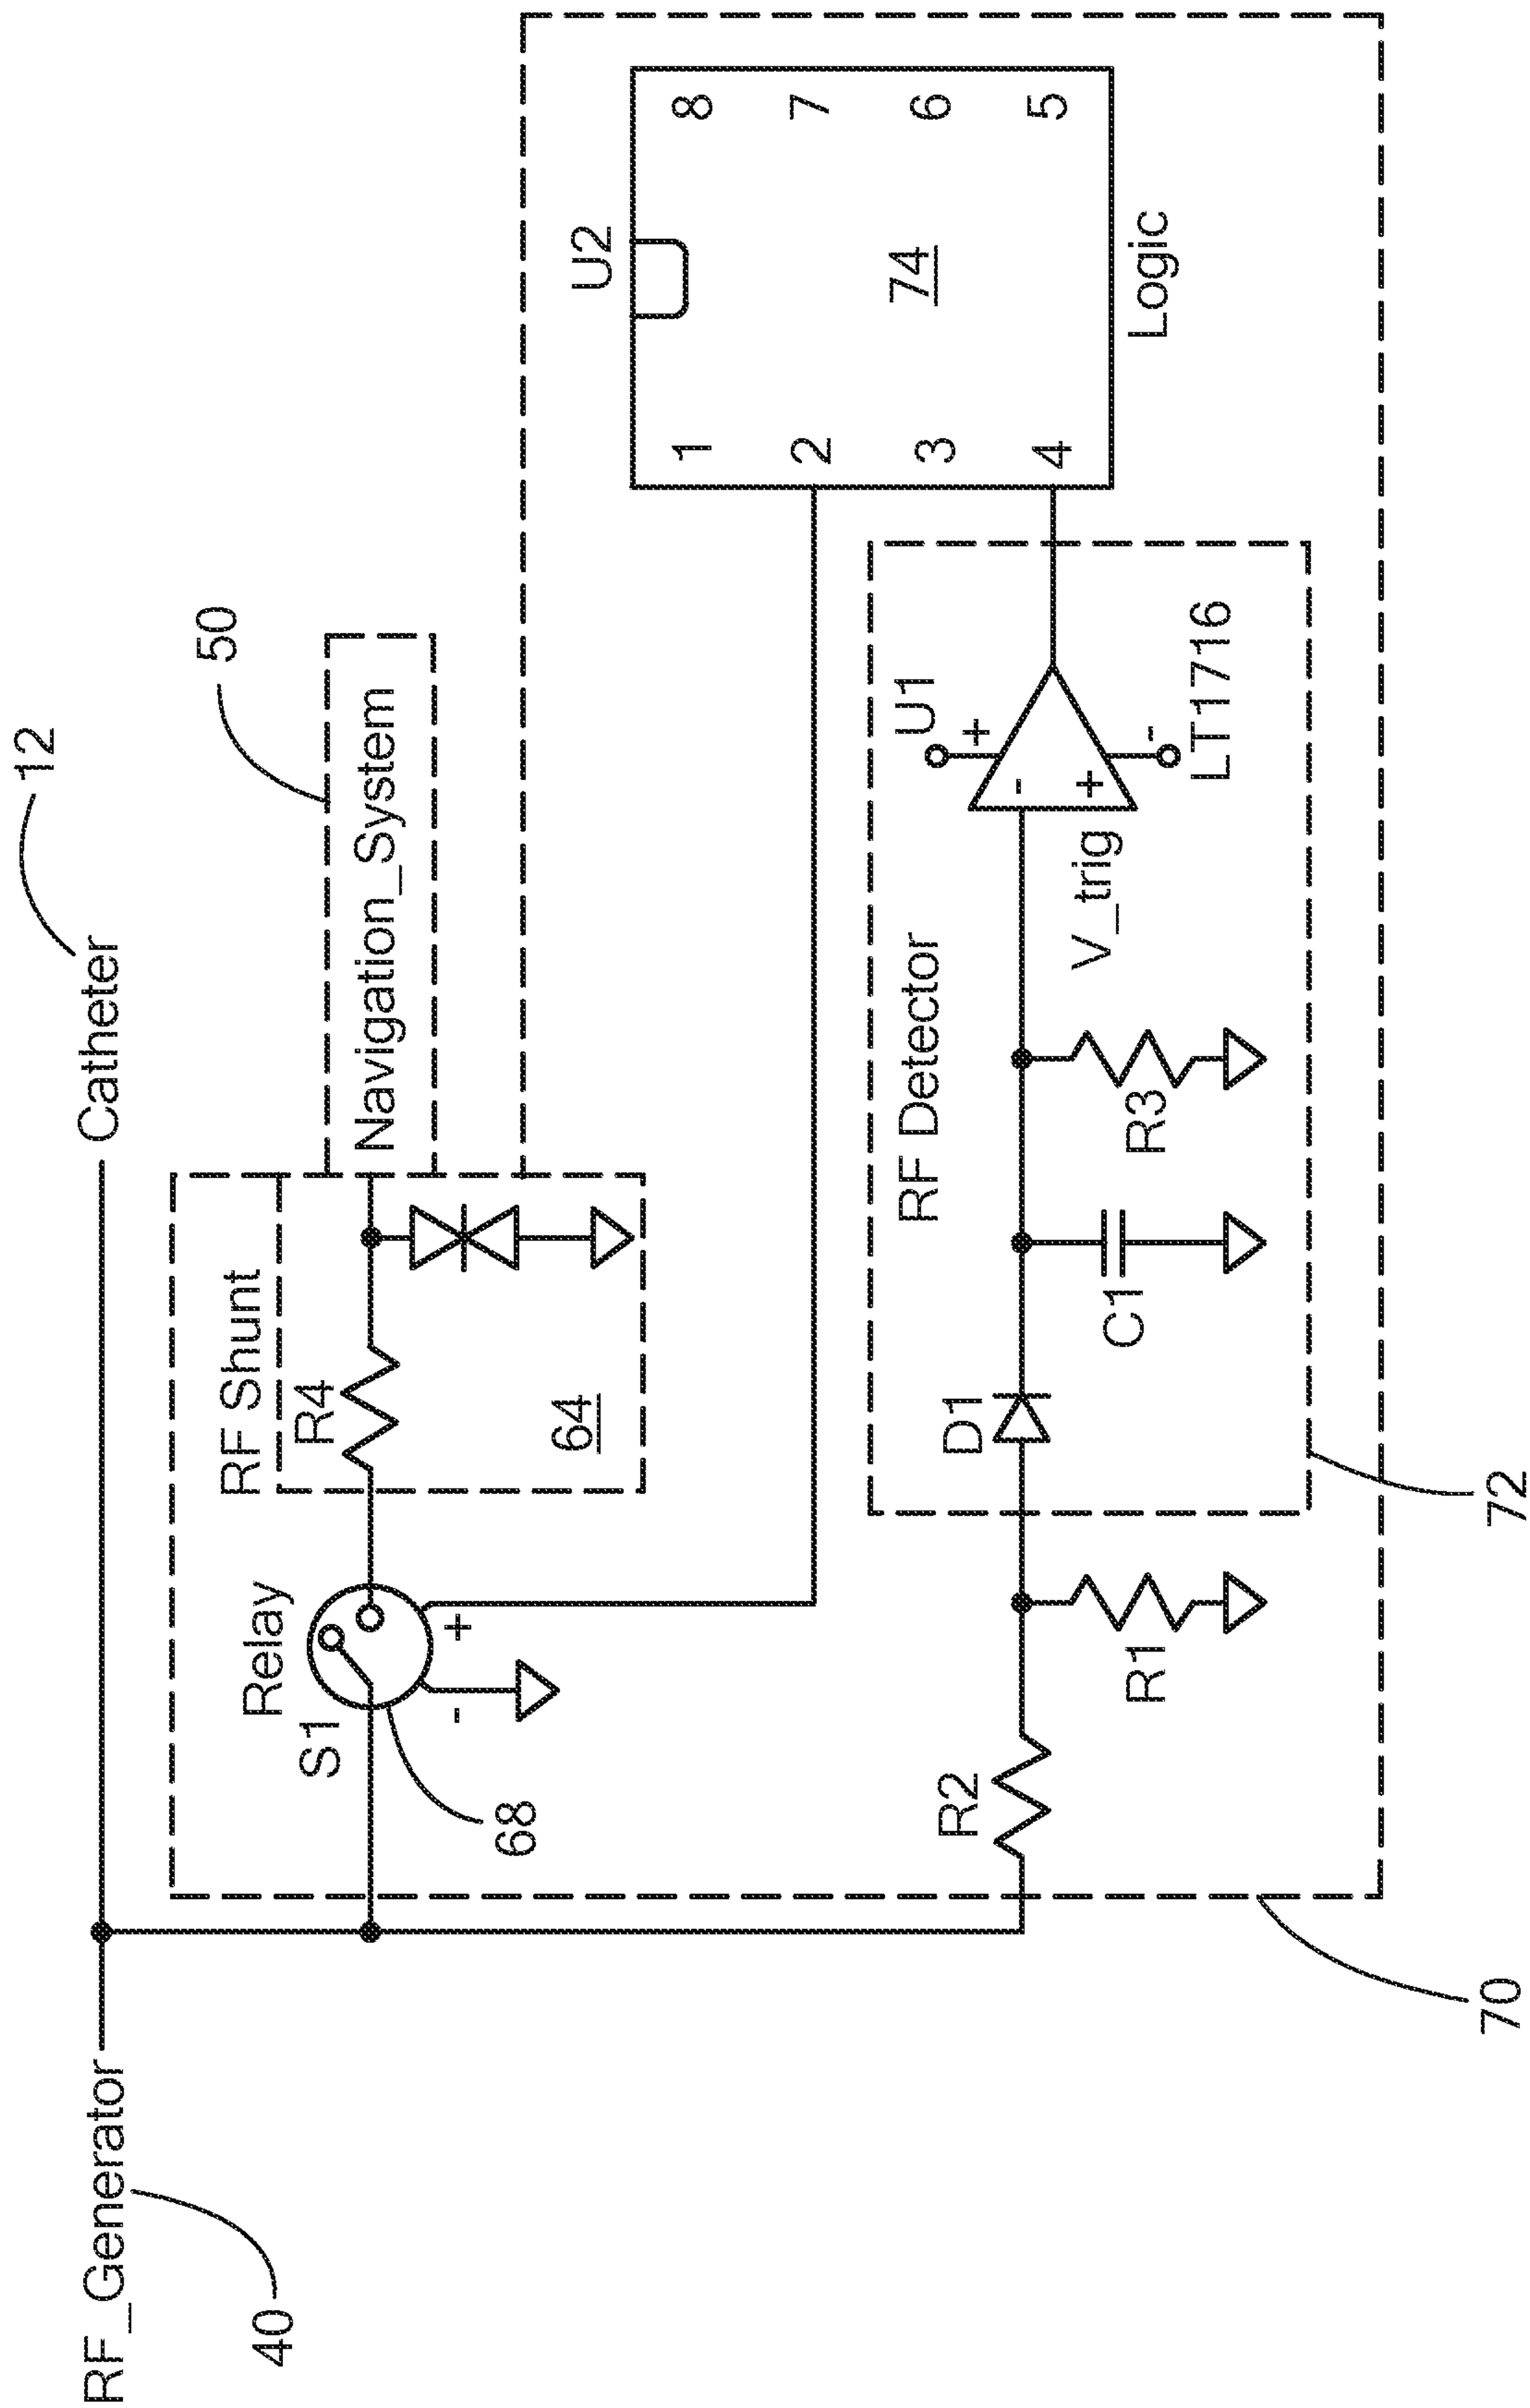 RF_Generator
40
Catheter
12
RF Shunt
50
Relay
S1
68
+
-
R4
64
Navigation_System
U2
1
2
3
4
8
7
6
5
74
Logic
R2
R1
RF Detector
D1
C1
R3
V_trig
U1
+
-
-
+
LT1716
72
70